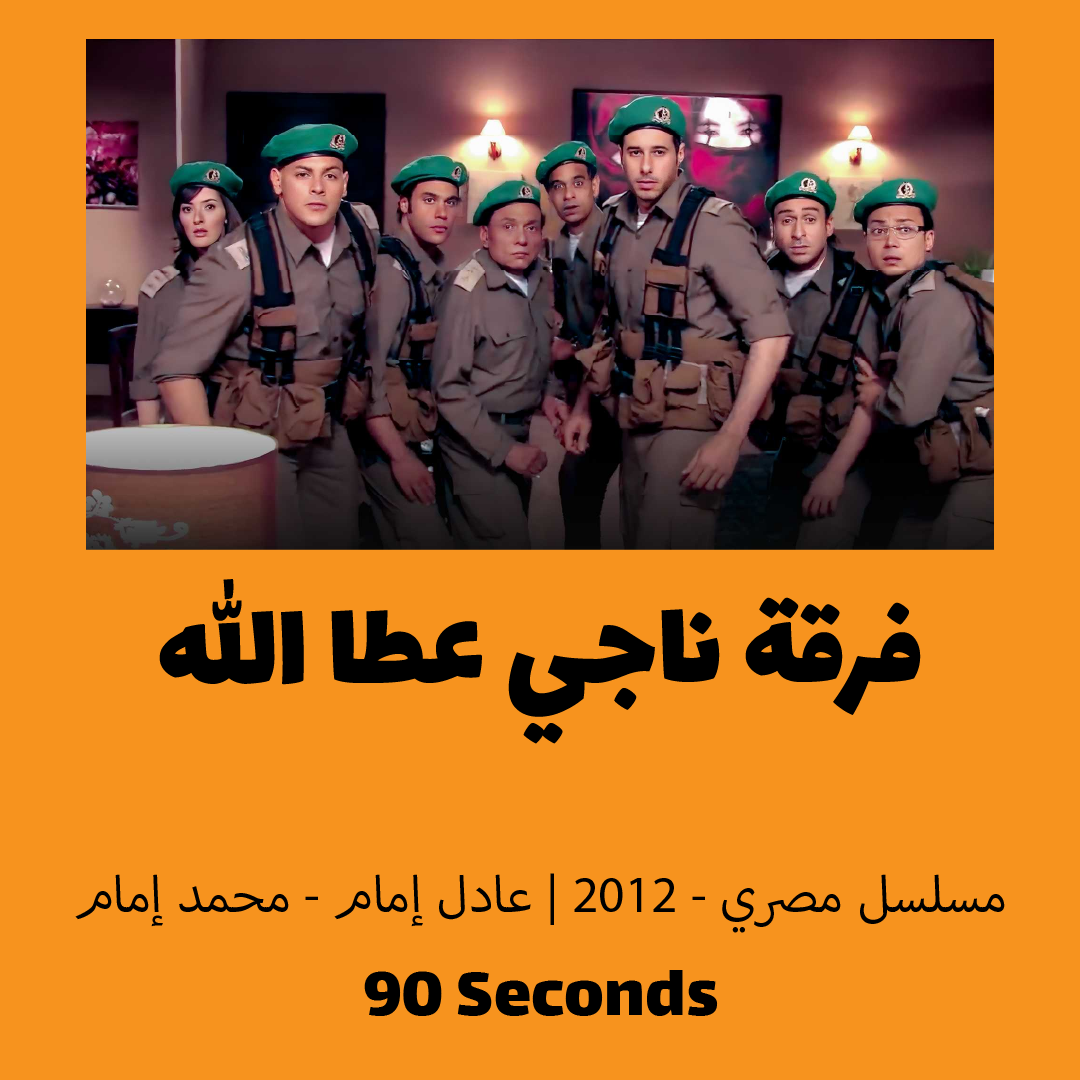 فرقة ناجي عطا الله
مسلسل مصري - 2012 | عادل إمام - محمد إمام
90 Seconds